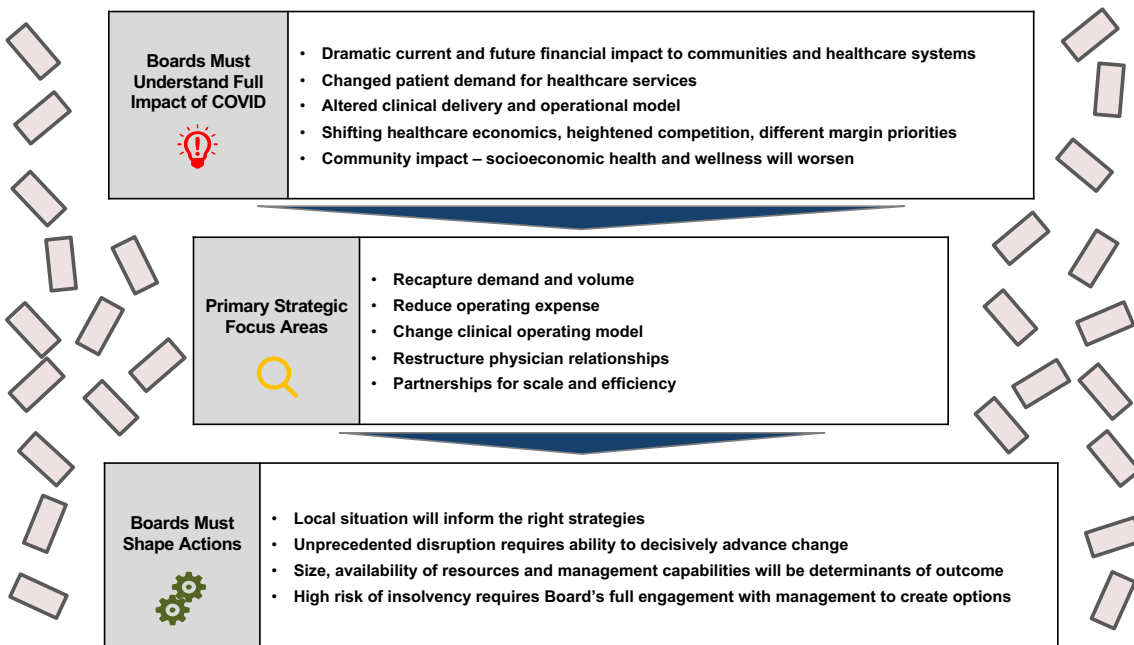 Boards Must
Understand Full
Impact of COVID
• Dramatic current and future financial impact to communities and healthcare systems
• Changed patient demand for healthcare services
• Altered clinical delivery and operational model
• Shifting healthcare economics, heightened competition, different margin priorities
• Community impact – socioeconomic health and wellness will worsen
Primary Strategic
Focus Areas
• Recapture demand and volume
• Reduce operating expense
• Change clinical operating model
• Restructure physician relationships
• Partnerships for scale and efficiency
Boards Must
Shape Actions
• Local situation will inform the right strategies
• Unprecedented disruption requires ability to decisively advance change
• Size, availability of resources and management capabilities will be determinants of outcome
• High risk of insolvency requires Board's full engagement with management to create options